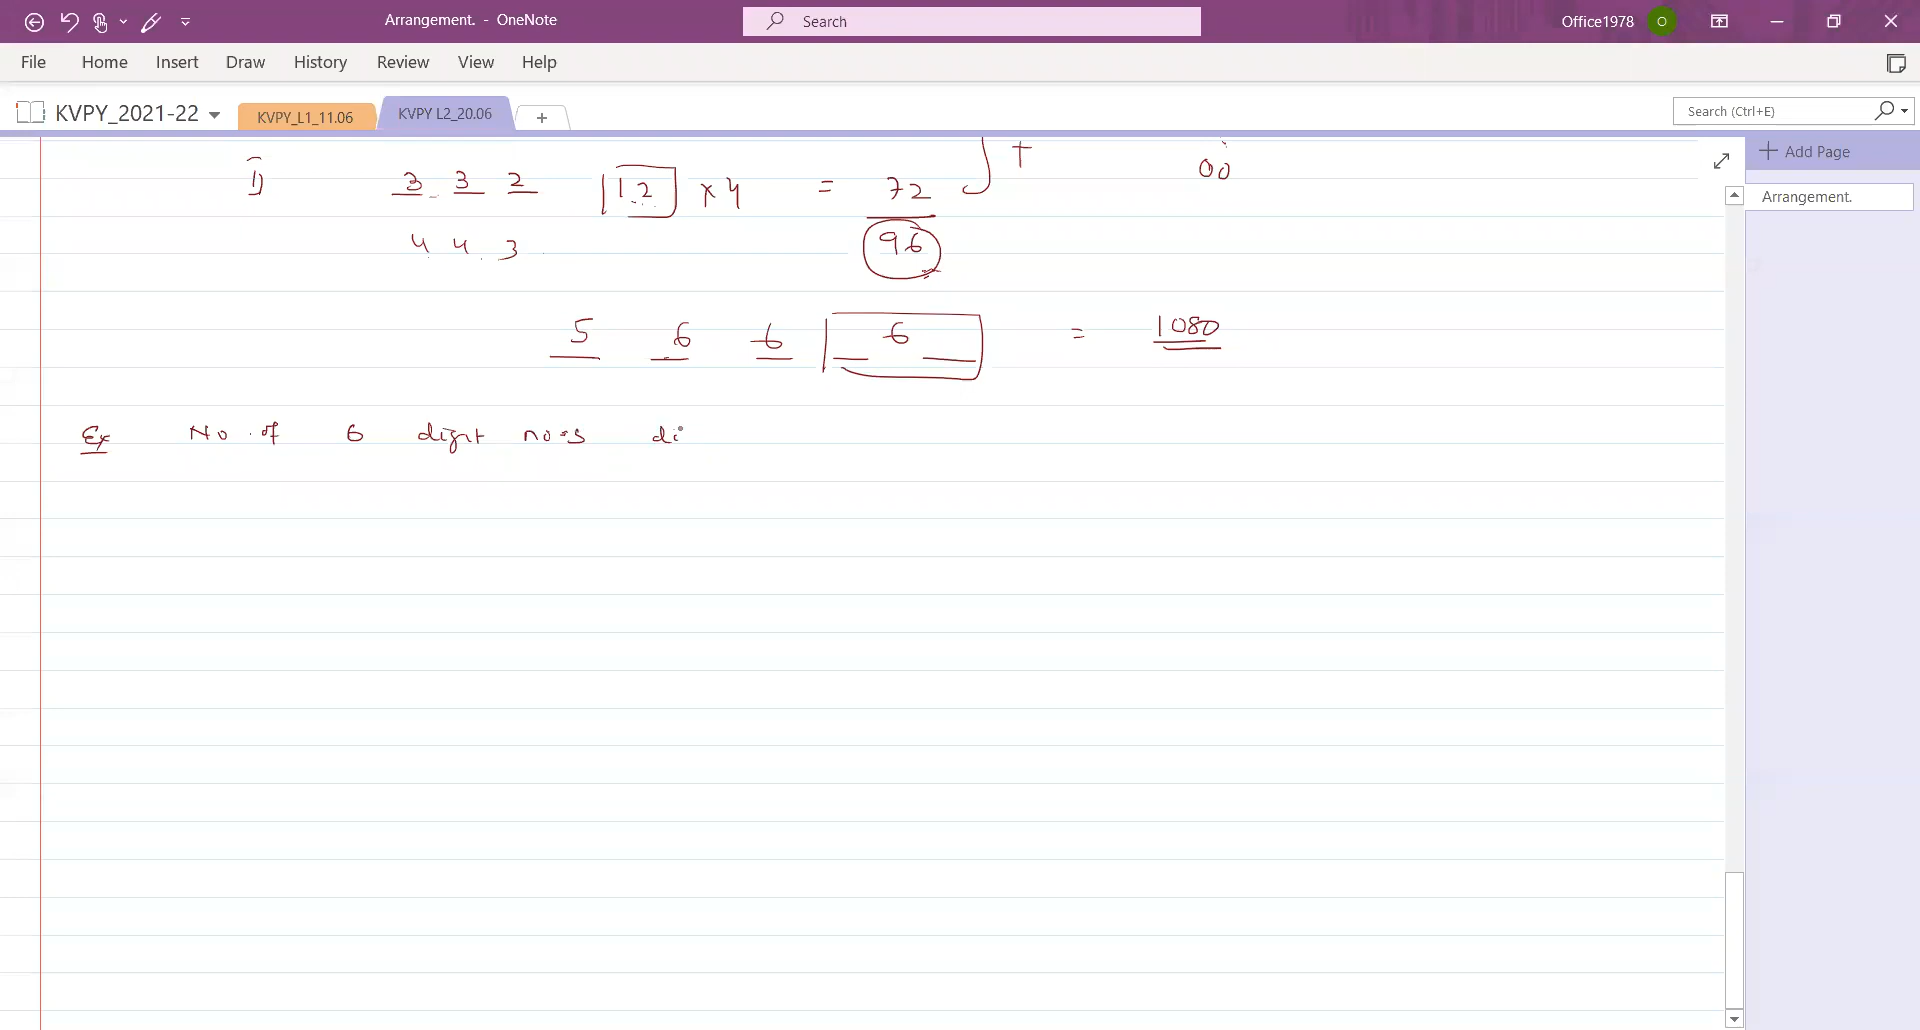 Arrangement. - OneNote
Search
Office1978
O
File Home Insert Draw History Review View Help
KVPY_2021-22
KVPY_L1_11.06
KVPY L2_20.06
+
Search (Ctrl+E)
Add Page
Arrangement.
3 3 2 12 x 4 = 72
4 4 3 96
5 6 6 6 = 1080
Ex No. of 6 digit no.s di